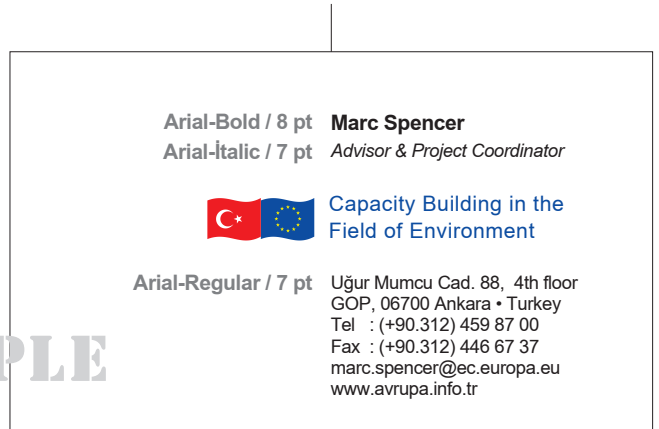 Arial-Bold / 8 pt Marc Spencer
Arial-İtalic / 7 pt Advisor & Project Coordinator
Capacity Building in the
Field of Environment
Arial-Regular / 7 pt Uğur Mumcu Cad. 88, 4th floor
GOP, 06700 Ankara • Turkey
Tel : (+90.312) 459 87 00
Fax : (+90.312) 446 67 37
marc.spencer@ec.europa.eu
www.avrupa.info.tr
PLE